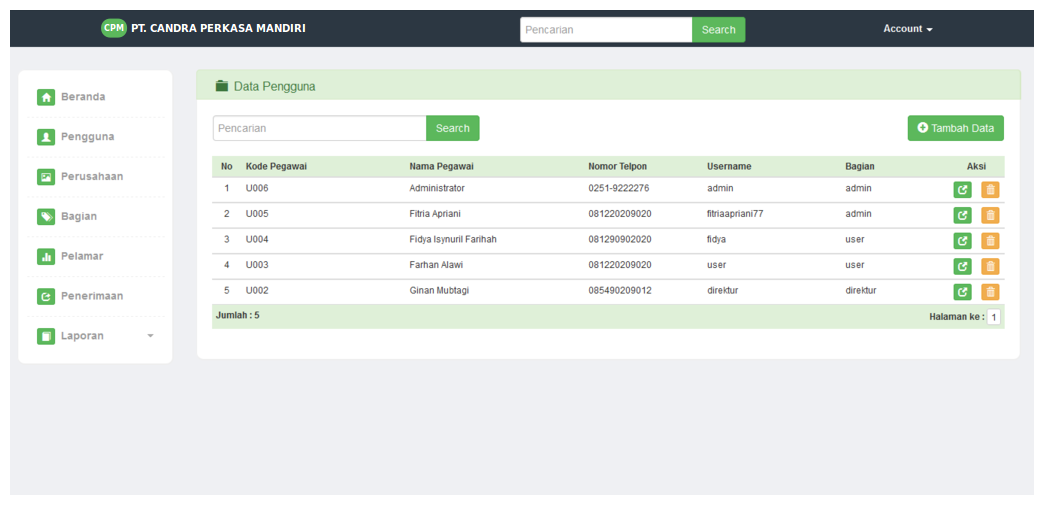 CPM PT. CANDRA PERKASA MANDIRI
Pencarian
Search
Account
Beranda
Pengguna
Perusahaan
Bagian
Pelamar
Penerimaan
Laporan
Data Pengguna
Pencarian
Search
Tambah Data
No Kode Pegawai Nama Pegawai Nomor Telpon Username Bagian Aksi
1 U006 Administrator 0251-9222276 admin admin
2 U005 Fitria Apriani 081220209020 fitriaapriani77 admin
3 U004 Fidya Isynuril Farihah 081290902020 fidya user
4 U003 Farhan Alawi 081220209020 user user
5 U002 Ginan Mubtagi 085490209012 direktur direktur
Jumlah : 5 Halaman ke : 1